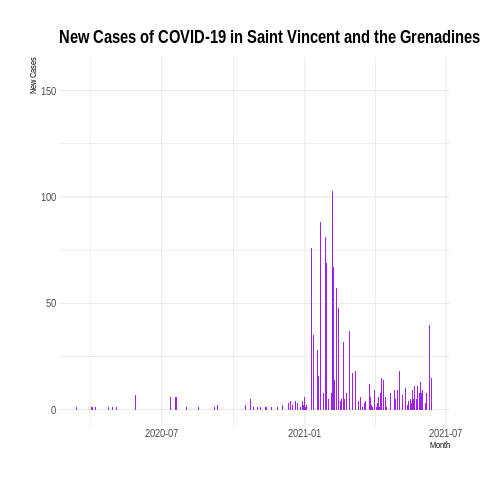 New Cases of COVID-19 in Saint Vincent and the Grenadines
New Cases
150
100
50
0
2020-07
2021-01
2021-07
Month